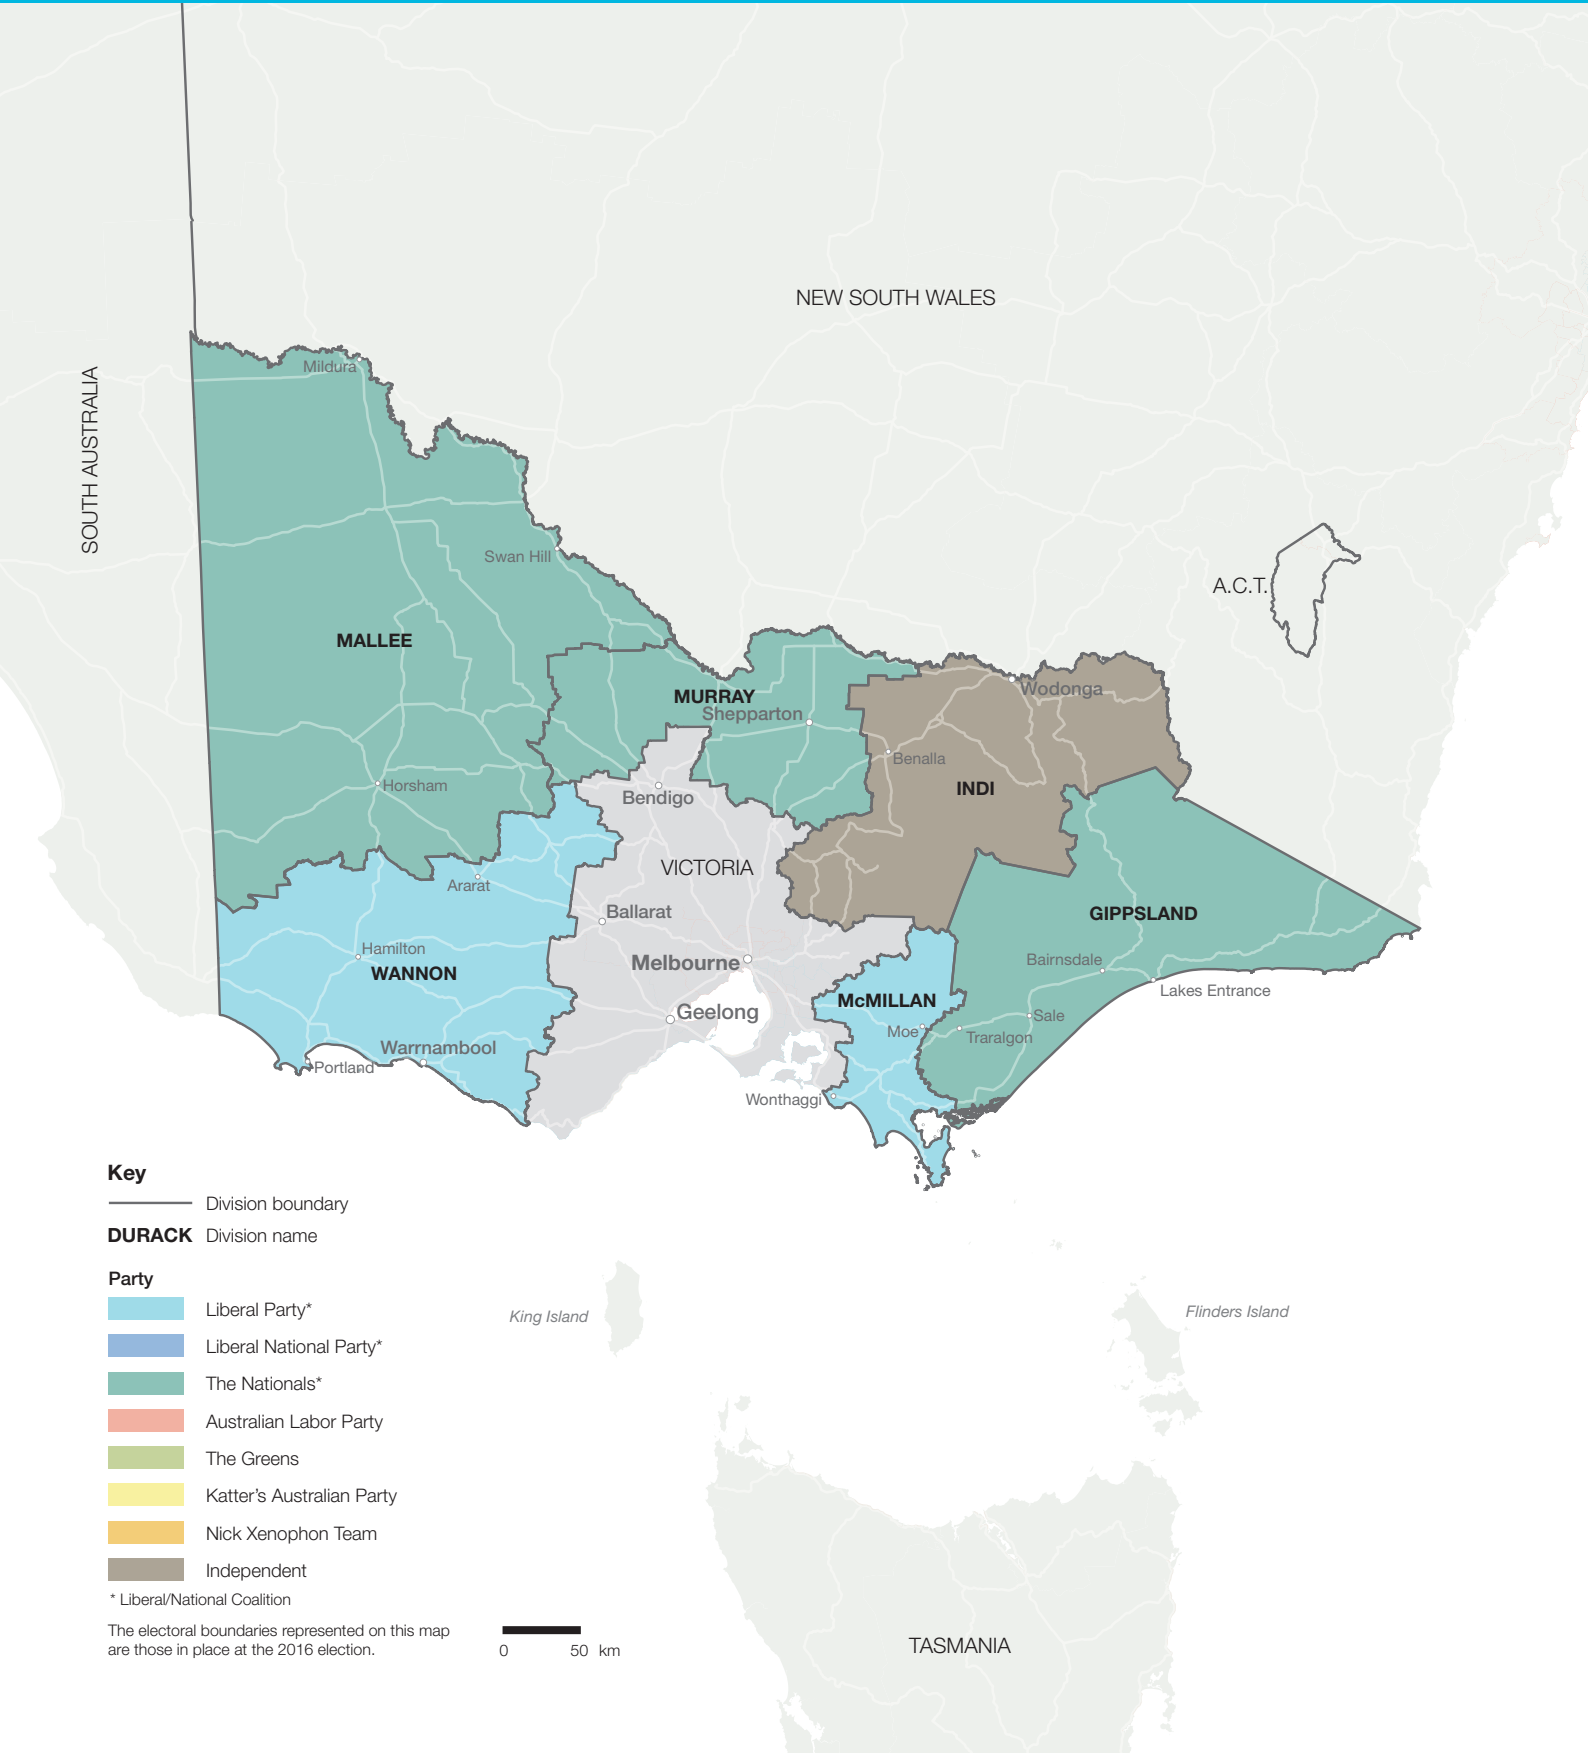 NEW SOUTH WALES
SOUTH AUSTRALIA
Mildura
Swan Hill
A.C.T.
MALLEE
MURRAY
Shepparton
Wodonga
Benalla
INDI
Horsham
Bendigo
VICTORIA
Ararat
Ballarat
GIPPSLAND
Hamilton
WANNON
Melbourne
Bairnsdale
Lakes Entrance
McMILLAN
Geelong
Moe
Sale
Traralgon
Warrnambool
Portland
Wonthaggi
Key
Division boundary
DURACK Division name
Party
Liberal Party*
Liberal National Party*
The Nationals*
Australian Labor Party
The Greens
Katter's Australian Party
Nick Xenophon Team
Independent
* Liberal/National Coalition
The electoral boundaries represented on this map
are those in place at the 2016 election.
0 50 km
King Island
Flinders Island
TASMANIA